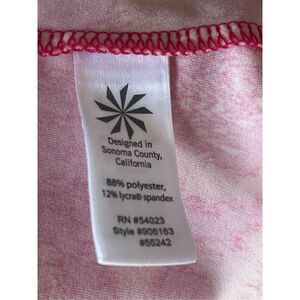 Designed in
Sonoma County,
California
88% polyester,
12% lycra® spandex
RN #54023
Style #906163
#55242